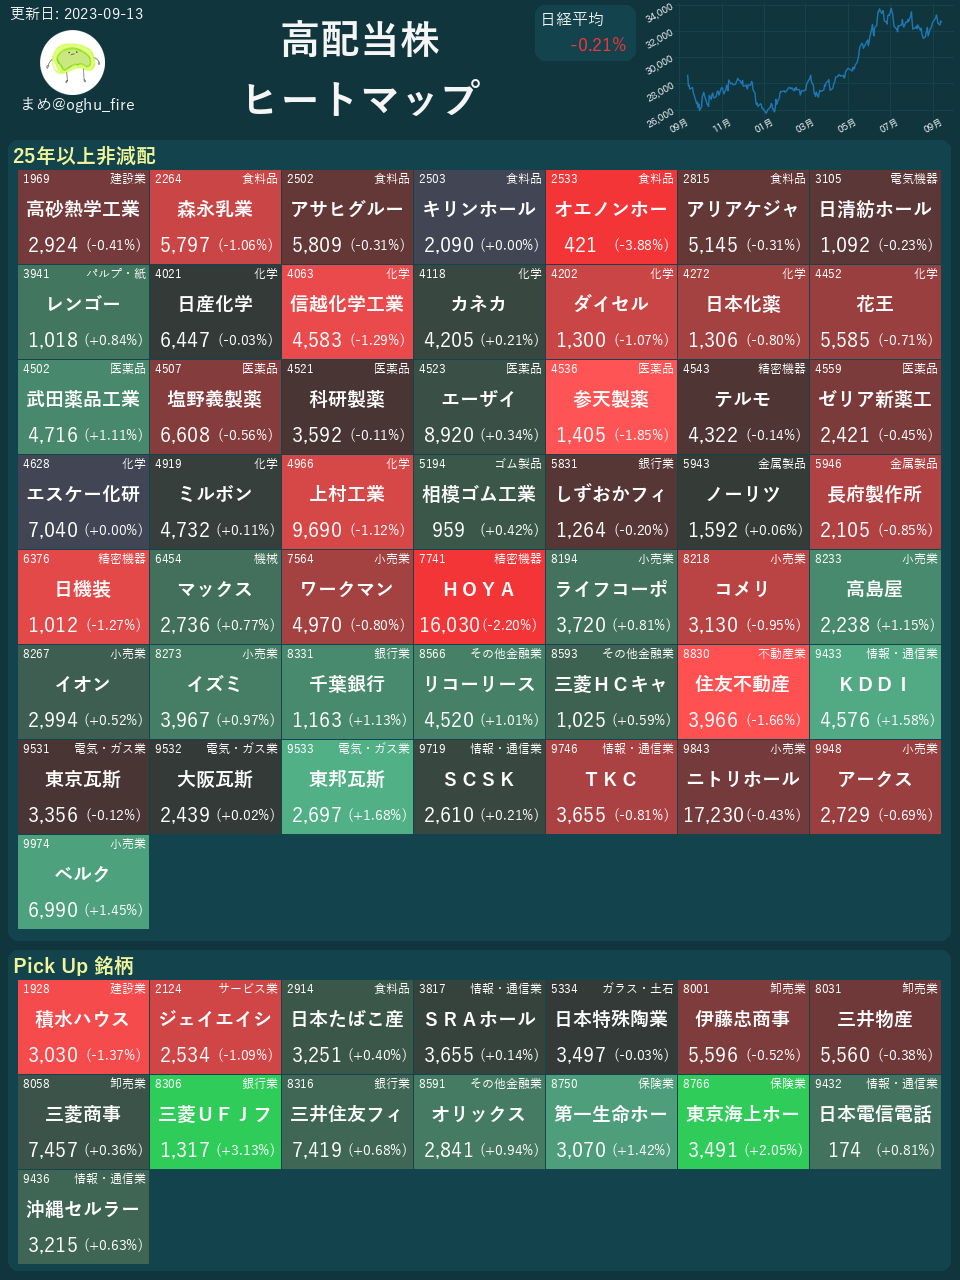 更新日: 2023-09-13
高配当株
ヒートマップ
まめ@oghu_fire
日経平均
-0.21%
34,000
32,000
30,000
28,000
26,000
09月 11月 01月 03月 05月 07月 09月
25年以上非減配
1969 建設業 2264 食料品 2502 食料品 2503 食料品 2533 食料品 2815 食料品 3105 電気機器
高砂熱学工業 森永乳業 アサヒグルー キリンホール オエノンホー アリアケジャ 日清紡ホール
2,924 (-0.41%) 5,797 (-1.06%) 5,809 (-0.31%) 2,090 (+0.00%) 421 (-3.88%) 5,145 (-0.31%) 1,092 (-0.23%)
3941 パルプ・紙 4021 化学 4063 化学 4118 化学 4202 化学 4272 化学 4452 化学
レンゴー 日産化学 信越化学工業 カネカ ダイセル 日本化薬 花王
1,018 (+0.84%) 6,447 (-0.03%) 4,583 (-1.29%) 4,205 (+0.21%) 1,300 (-1.07%) 1,306 (-0.80%) 5,585 (-0.71%)
4502 医薬品 4507 医薬品 4521 医薬品 4523 医薬品 4536 医薬品 4543 精密機器 4559 医薬品
武田薬品工業 塩野義製薬 科研製薬 エーザイ 参天製薬 テルモ ゼリア新薬工
4,716 (+1.11%) 6,608 (-0.56%) 3,592 (-0.11%) 8,920 (+0.34%) 1,405 (-1.85%) 4,322 (-0.14%) 2,421 (-0.45%)
4628 化学 4919 化学 4966 化学 5194 ゴム製品 5831 銀行業 5943 金属製品 5946 金属製品
エスケー化研 ミルボン 上村工業 相模ゴム工業 しずおかフィ ノーリツ 長府製作所
7,040 (+0.00%) 4,732 (+0.11%) 9,690 (-1.12%) 959 (+0.42%) 1,264 (-0.20%) 1,592 (+0.06%) 2,105 (-0.85%)
6376 精密機器 6454 機械 7564 小売業 7741 精密機器 8194 小売業 8218 小売業 8233 小売業
日機装 マックス ワークマン ＨＯＹＡ ライフコーポ コメリ 高島屋
1,012 (-1.27%) 2,736 (+0.77%) 4,970 (-0.80%) 16,030 (-2.20%) 3,720 (+0.81%) 3,130 (-0.95%) 2,238 (+1.15%)
8267 小売業 8273 小売業 8331 銀行業 8566 その他金融業 8593 その他金融業 8830 不動産業 9433 情報・通信業
イオン イズミ 千葉銀行 リコーリース 三菱ＨＣキャ 住友不動産 ＫＤＤＩ
2,994 (+0.52%) 3,967 (+0.97%) 1,163 (+1.13%) 4,520 (+1.01%) 1,025 (+0.59%) 3,966 (-1.66%) 4,576 (+1.58%)
9531 電気・ガス業 9532 電気・ガス業 9533 電気・ガス業 9719 情報・通信業 9746 情報・通信業 9843 小売業 9948 小売業
東京瓦斯 大阪瓦斯 東邦瓦斯 ＳＣＳＫ ＴＫＣ ニトリホール アークス
3,356 (-0.12%) 2,439 (+0.02%) 2,697 (+1.68%) 2,610 (+0.21%) 3,655 (-0.81%) 17,230 (-0.43%) 2,729 (-0.69%)
9974 小売業
ベルク
6,990 (+1.45%)
Pick Up 銘柄
1928 建設業 2124 サービス業 2914 食料品 3817 情報・通信業 5334 ガラス・土石 8001 卸売業 8031 卸売業
積水ハウス ジェイエイシ 日本たばこ産 ＳＲＡホール 日本特殊陶業 伊藤忠商事 三井物産
3,030 (-1.37%) 2,534 (-1.09%) 3,251 (+0.40%) 3,655 (+0.14%) 3,497 (-0.03%) 5,596 (-0.52%) 5,560 (-0.38%)
8058 卸売業 8306 銀行業 8316 銀行業 8591 その他金融業 8750 保険業 8766 保険業 9432 情報・通信業
三菱商事 三菱ＵＦＪフ 三井住友フィ オリックス 第一生命ホー 東京海上ホー 日本電信電話
7,457 (+0.36%) 1,317 (+3.13%) 7,419 (+0.68%) 2,841 (+0.94%) 3,070 (+1.42%) 3,491 (+2.05%) 174 (+0.81%)
9436 情報・通信業
沖縄セルラー
3,215 (+0.63%)